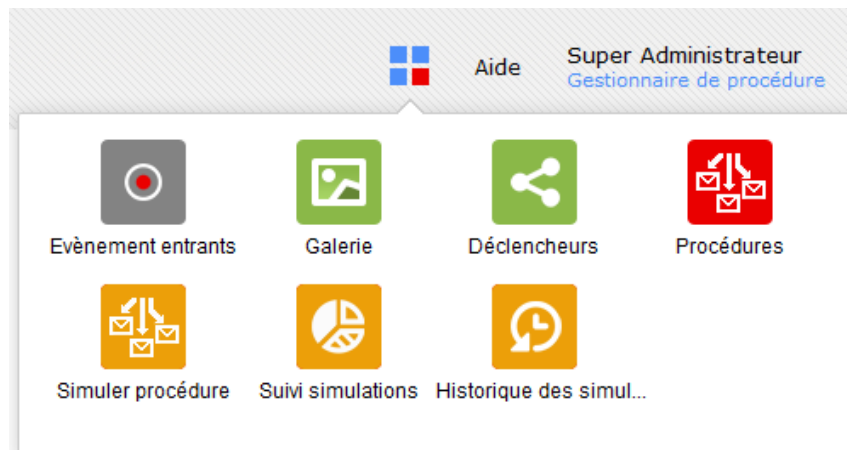 Aide
Super Administrateur
Gestionnaire de procédure
Evènement entrants
Galerie
Déclencheurs
Procédures
Simuler procédure
Suivi simulations
Historique des simul...